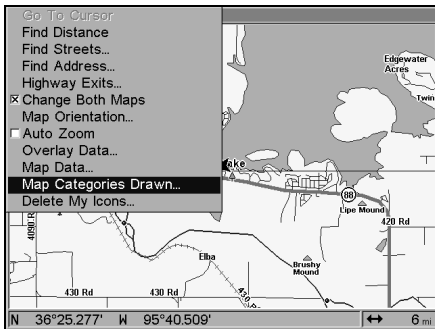 Go To Cursor
Find Distance
Find Streets...
Find Address...
Highway Exits...
Change Both Maps
Map Orientation...
Auto Zoom
Overlay Data...
Map Data...
Map Categories Drawn...
Delete My Icons...
Edgewater
Acres
Twin
ake
88
Lipe Mound
420 Rd
4090 R
Elba
Brushy
Mound
430 Rd
430 Rd
430 R
N 36°25.277' W 95°40.509'
6 mi